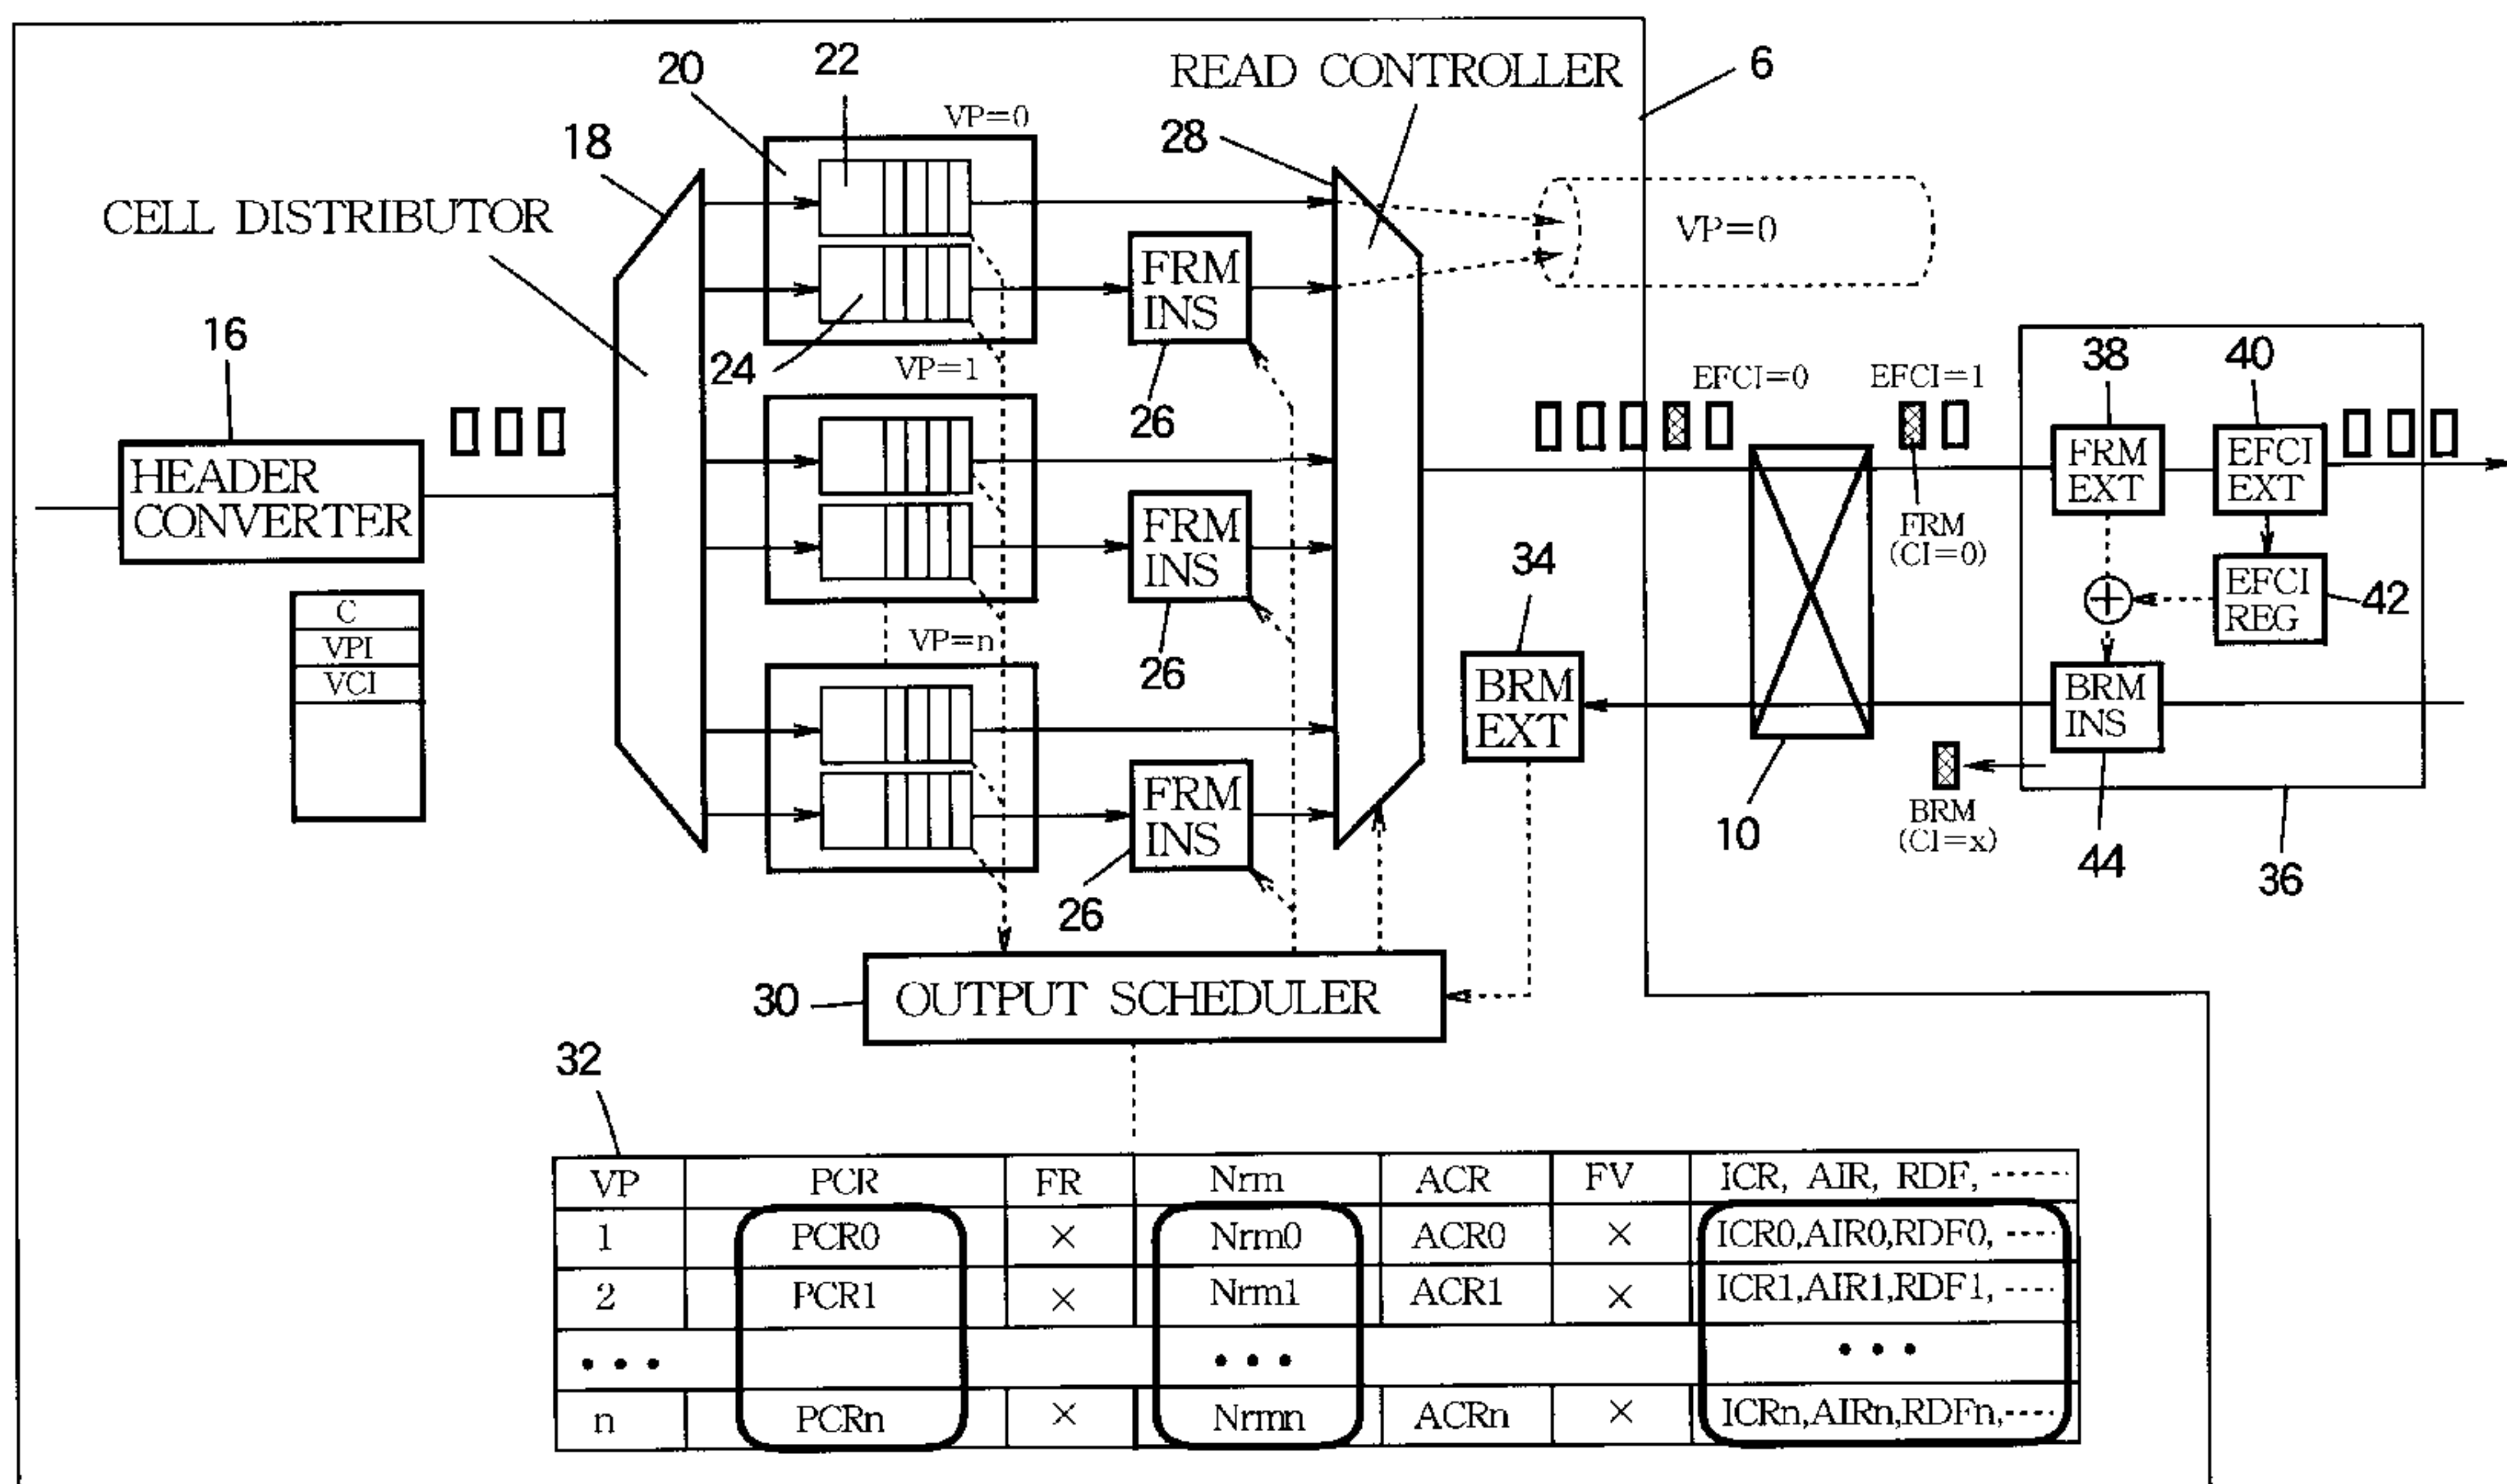 20
22
VP=0
READ CONTROLLER
6
18
28
CELL DISTRIBUTOR
FRM
INS
VP=0
16
24
VP=1
26
EFCI=0
EFCI=1
38
40
HEADER
CONVERTER
FRM
INS
26
FRM
EXT
EFCI
EXT
FRM
(CI=0)
34
EFCI
REG
42
C
VPI
VCI
VP=n
BRM
EXT
BRM
INS
FRM
INS
26
10
BRM
(CI=x)
44
36
30
OUTPUT SCHEDULER
32
VP PCR FR Nrm ACR FV ICR, AIR, RDF, -----
1 PCR0 × Nrm0 ACR0 × ICR0,AIR0,RDF0, ----
2 PCR1 × Nrm1 ACR1 × ICR1,AIR1,RDF1, ----
• • • • • • • • •
n PCRn × Nrmn ACRn × ICRn,AIRn,RDFn,----